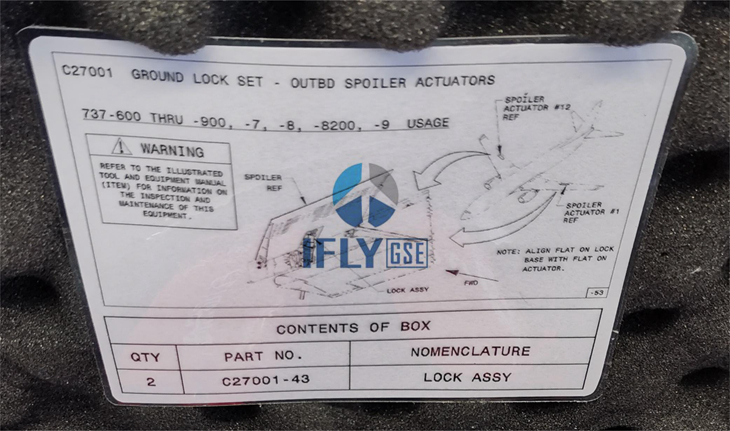 C27001 GROUND LOCK SET - OUTBD SPOILER ACTUATORS
737-600 THRU -900, -7, -8, -8200, -9 USAGE
WARNING
REFER TO THE ILLUSTRATED
TOOL AND EQUIPMENT MANUAL
(ITEM) FOR INFORMATION ON
THE INSPECTION AND
MAINTENANCE OF THIS
EQUIPMENT.
SPOILER
REF
SPOILER
ACTUATOR #12
REF
SPOILER
ACTUATOR #1
REF
IFLY GSE
NOTE: ALIGN FLAT ON LOCK
BASE WITH FLAT ON
ACTUATOR.
LOCK ASSY
FWD
-53
CONTENTS OF BOX
QTY PART NO. NOMENCLATURE
2 C27001-43 LOCK ASSY